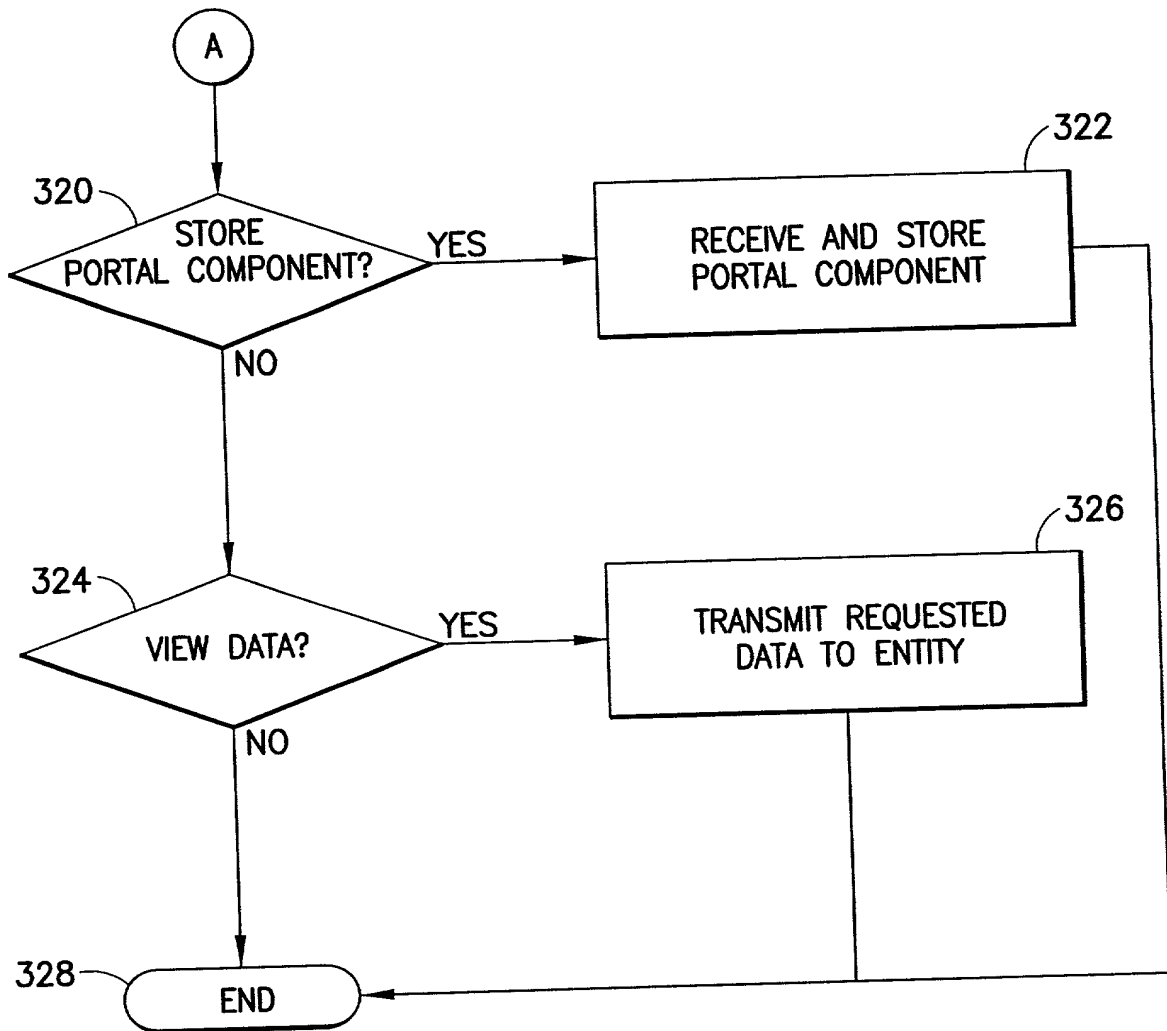 A
320
STORE
PORTAL COMPONENT?
YES
322
RECEIVE AND STORE
PORTAL COMPONENT
NO
324
VIEW DATA?
YES
326
TRANSMIT REQUESTED
DATA TO ENTITY
NO
328
END